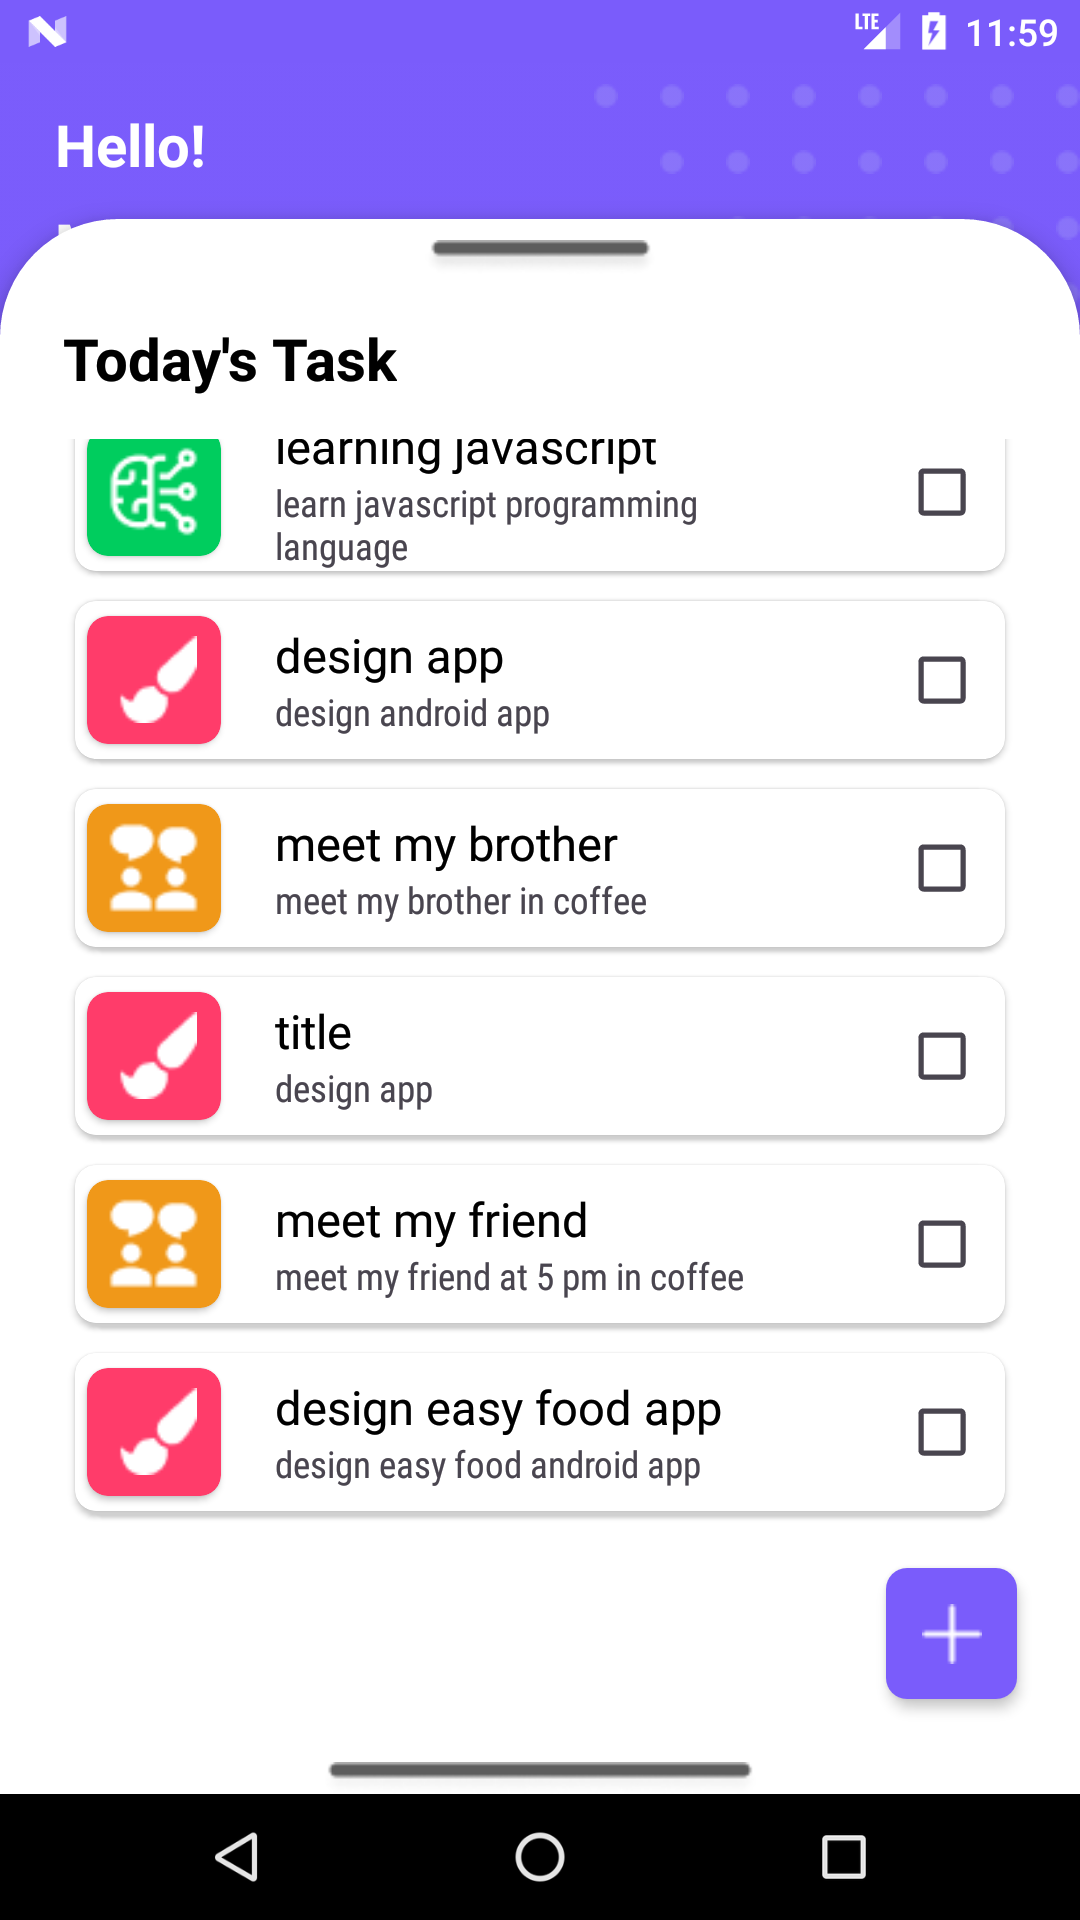 LTE 11:59
Hello!
Today's Task
learning javascript
learn javascript programming
language
design app
design android app
meet my brother
meet my brother in coffee
title
design app
meet my friend
meet my friend at 5 pm in coffee
design easy food app
design easy food android app